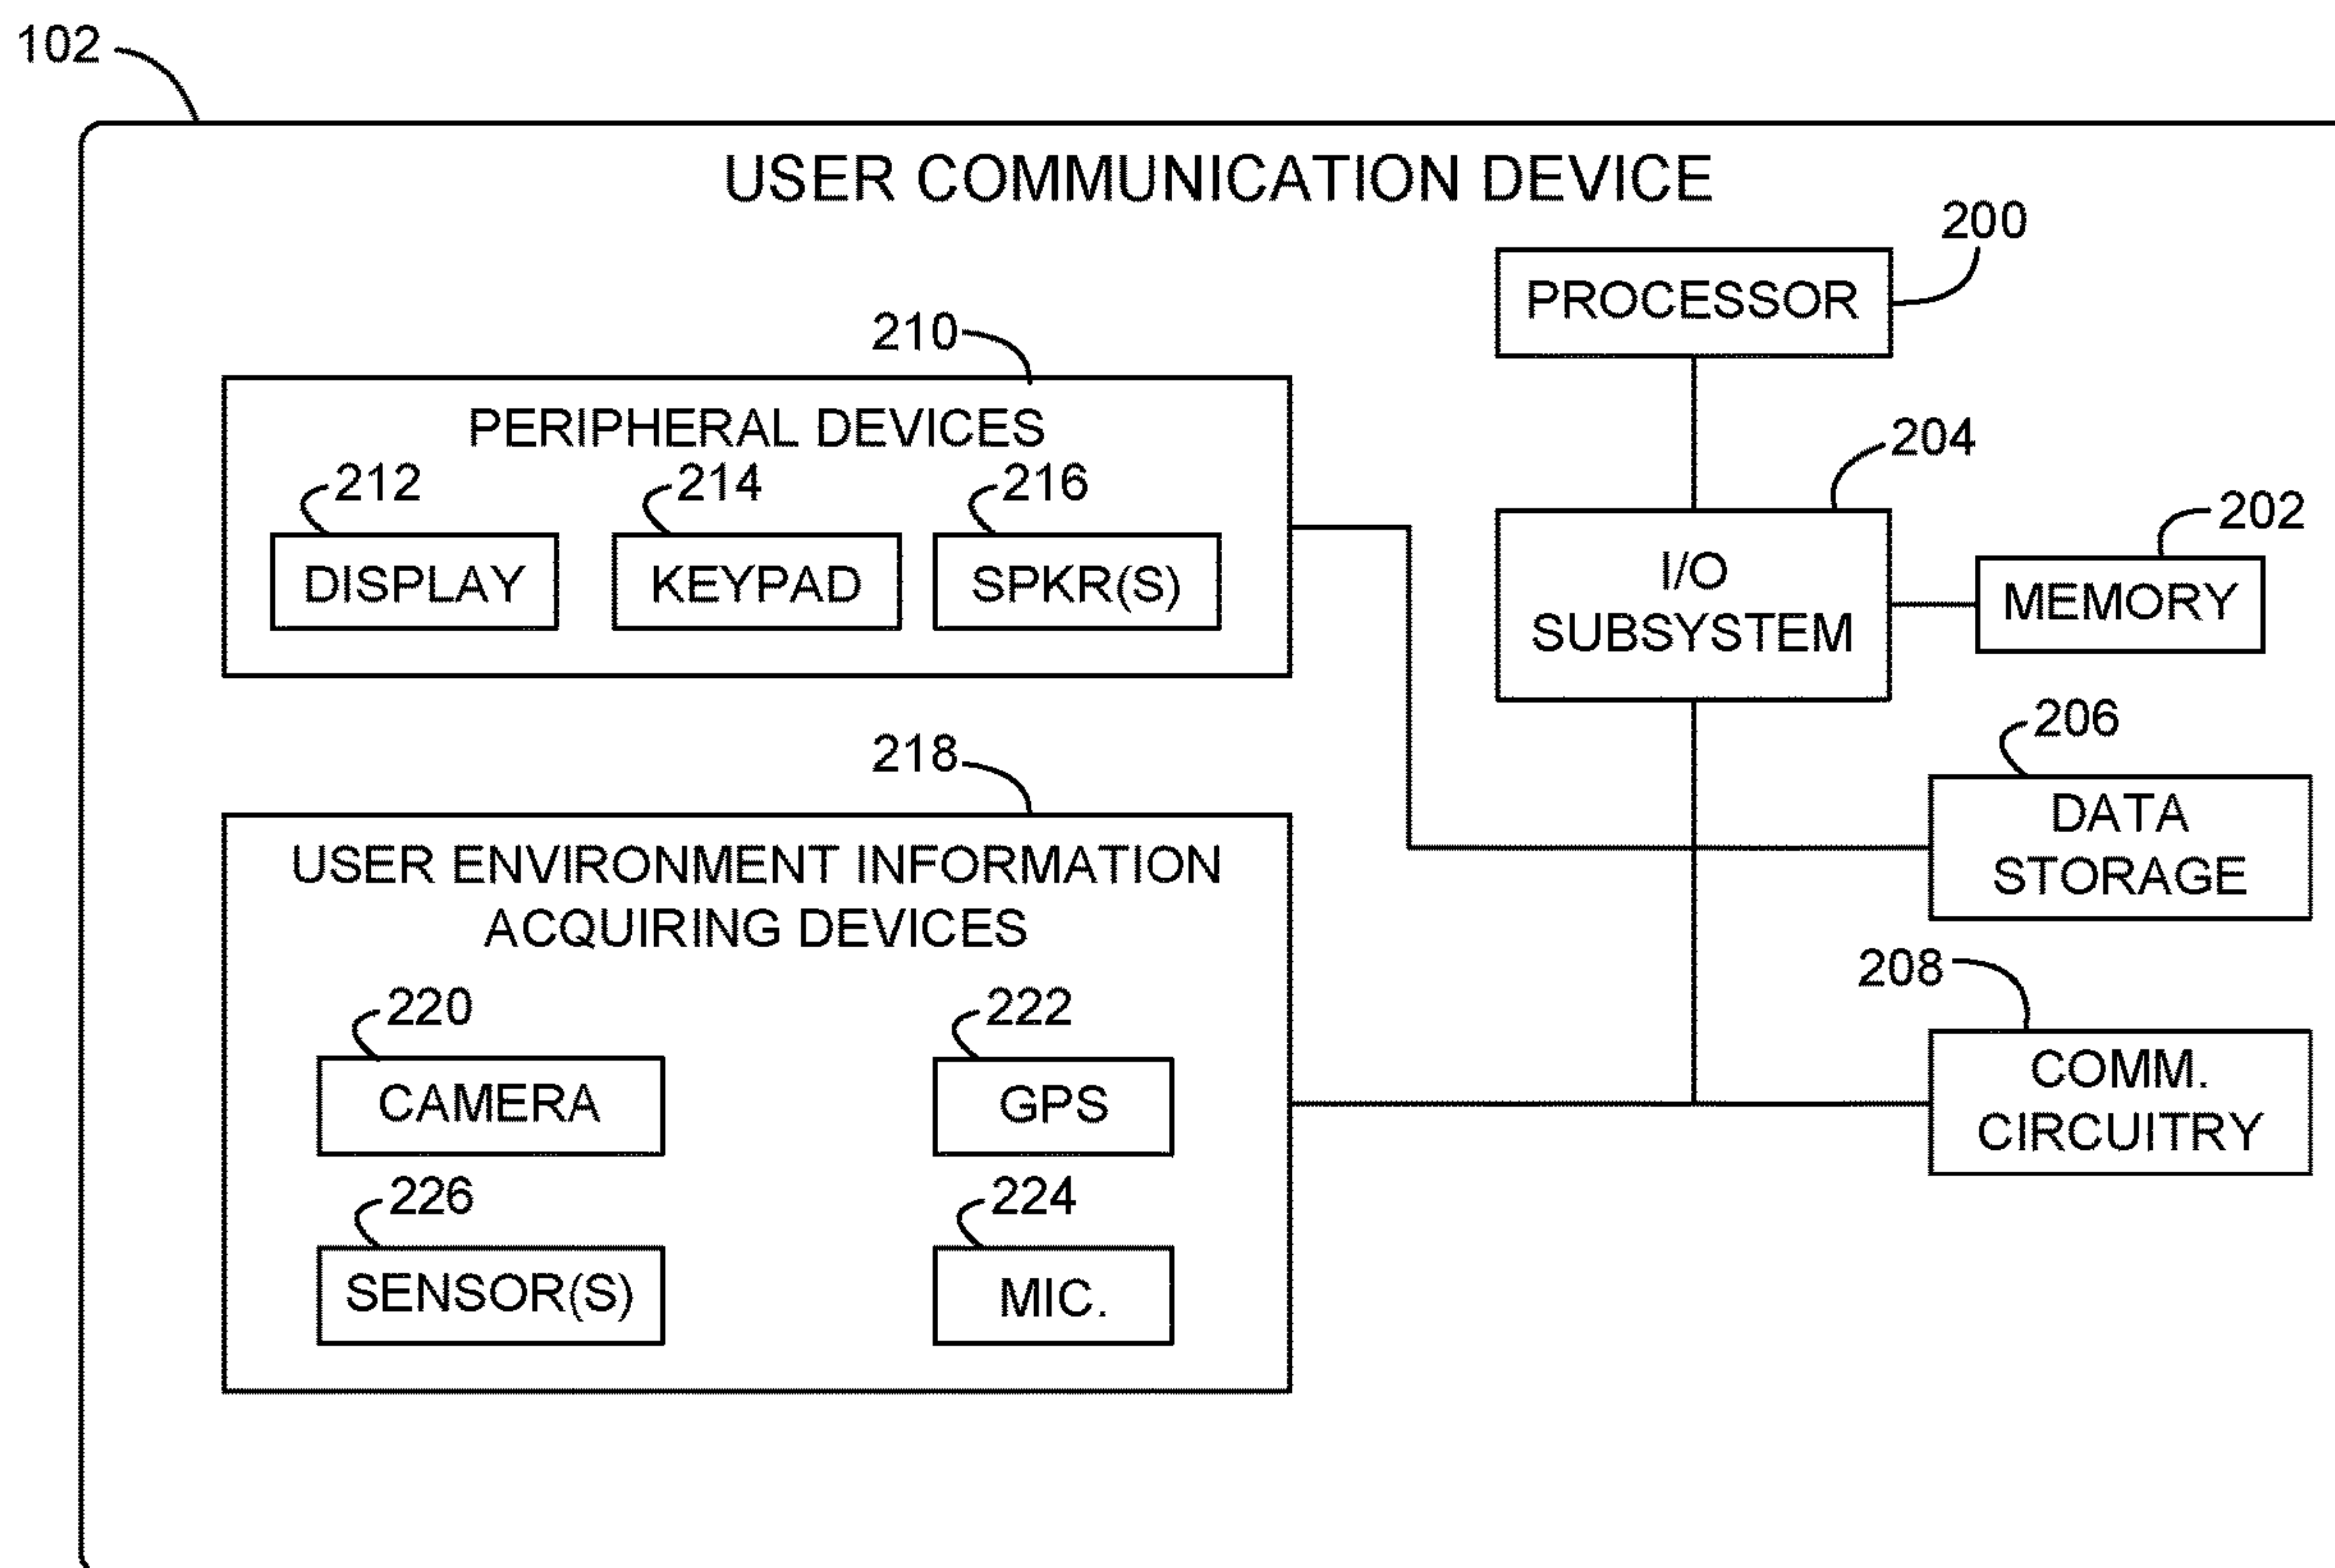 102
USER COMMUNICATION DEVICE
200
PROCESSOR
210
PERIPHERAL DEVICES
212
214
216
DISPLAY
KEYPAD
SPKR(S)
204
I/O
SUBSYSTEM
202
MEMORY
206
DATA
STORAGE
218
USER ENVIRONMENT INFORMATION
ACQUIRING DEVICES
220
222
CAMERA
GPS
226
224
SENSOR(S)
MIC.
208
COMM.
CIRCUITRY